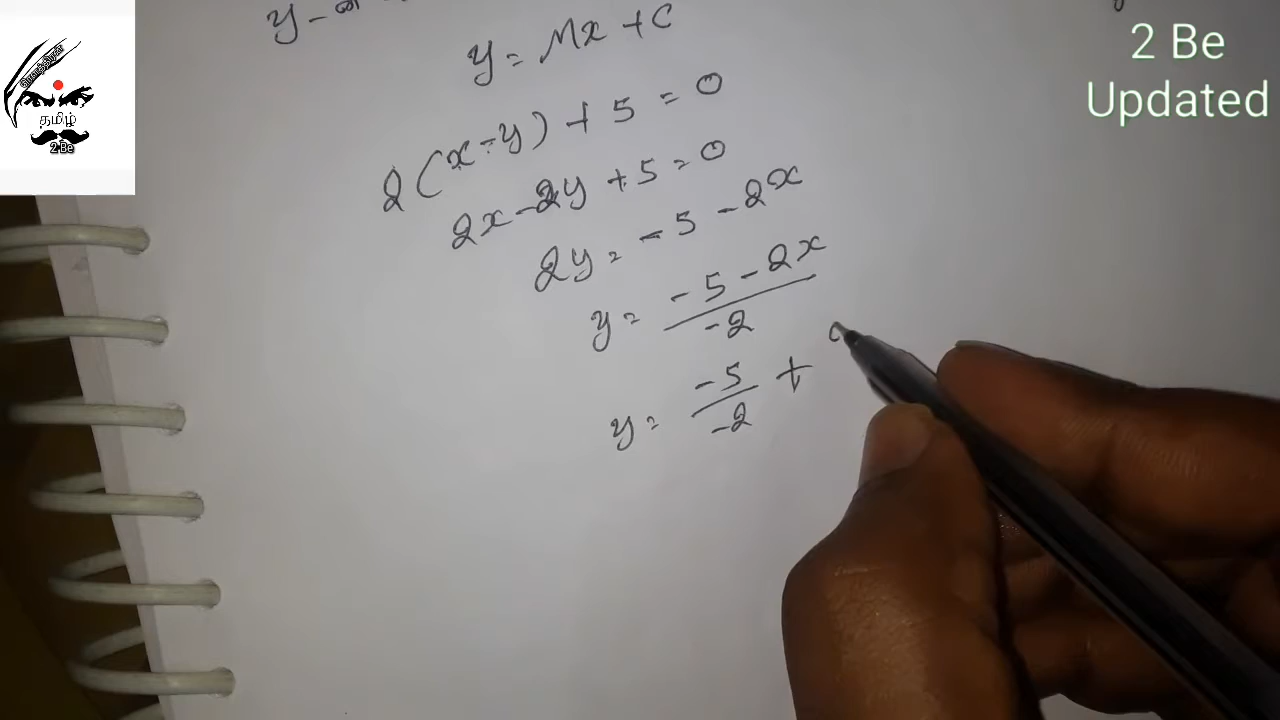 y - ன்
y = Mx + C
2(x-y) + 5 = 0
2x - 2y + 5 = 0
2y = -5 - 2x
y = -5 - 2x / -2
y = -5 / -2 +
தமிழ்
2 Be
2 Be
Updated